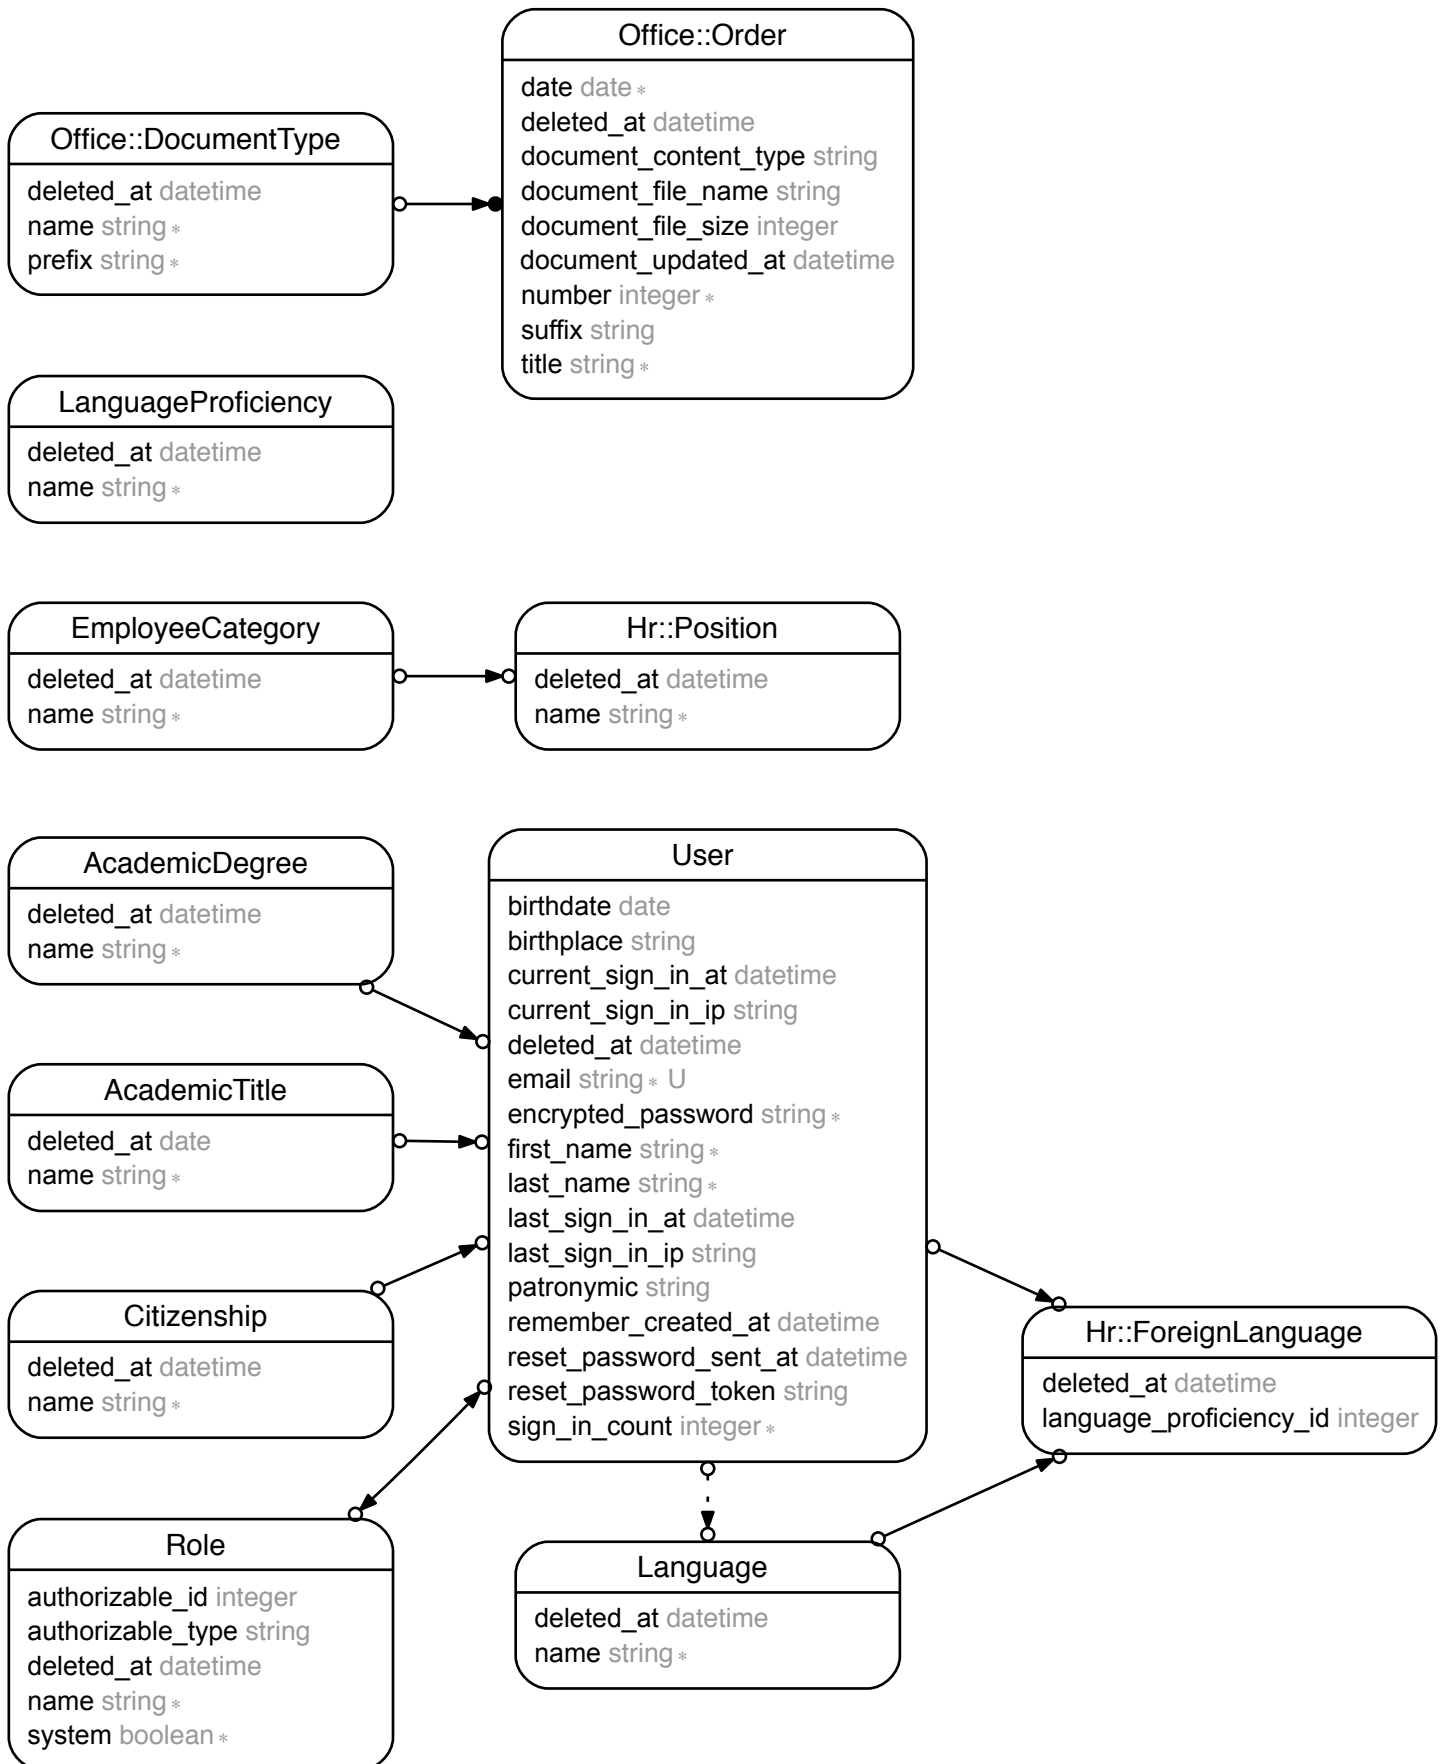 Office::Order
date date *
deleted_at datetime
document_content_type string
document_file_name string
document_file_size integer
document_updated_at datetime
number integer *
suffix string
title string *
Office::DocumentType
deleted_at datetime
name string *
prefix string *
LanguageProficiency
deleted_at datetime
name string *
EmployeeCategory
deleted_at datetime
name string *
Hr::Position
deleted_at datetime
name string *
AcademicDegree
deleted_at datetime
name string *
AcademicTitle
deleted_at date
name string *
Citizenship
deleted_at datetime
name string *
Role
authorizable_id integer
authorizable_type string
deleted_at datetime
name string *
system boolean *
User
birthdate date
birthplace string
current_sign_in_at datetime
current_sign_in_ip string
deleted_at datetime
email string * U
encrypted_password string *
first_name string *
last_name string *
last_sign_in_at datetime
last_sign_in_ip string
patronymic string
remember_created_at datetime
reset_password_sent_at datetime
reset_password_token string
sign_in_count integer *
Language
deleted_at datetime
name string *
Hr::ForeignLanguage
deleted_at datetime
language_proficiency_id integer